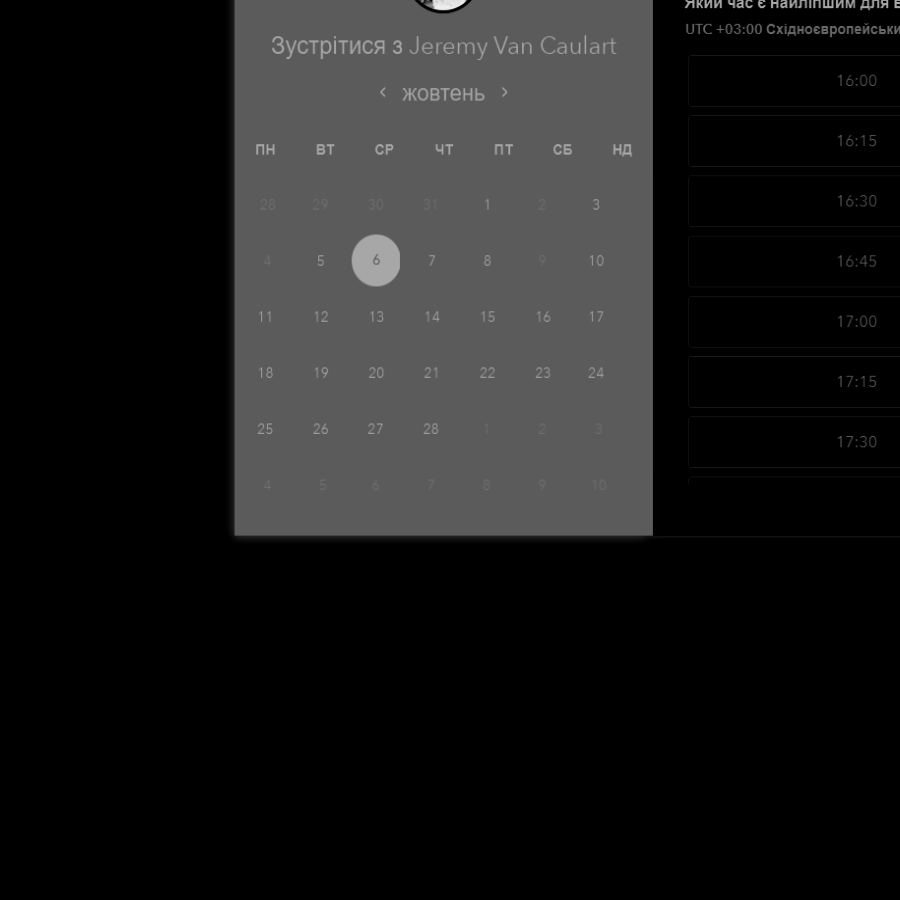 Зустрітися з Jeremy Van Caulart
‹ жовтень ›
ПН ВТ СР ЧТ ПТ СБ НД
28 29 30 31 1 2 3
4 5 6 7 8 9 10
11 12 13 14 15 16 17
18 19 20 21 22 23 24
25 26 27 28 1 2 3
4 5 6 7 8 9 10
Який час є найліпшим для
UTC +03:00
16:00
16:15
16:30
16:45
17:00
17:15
17:30